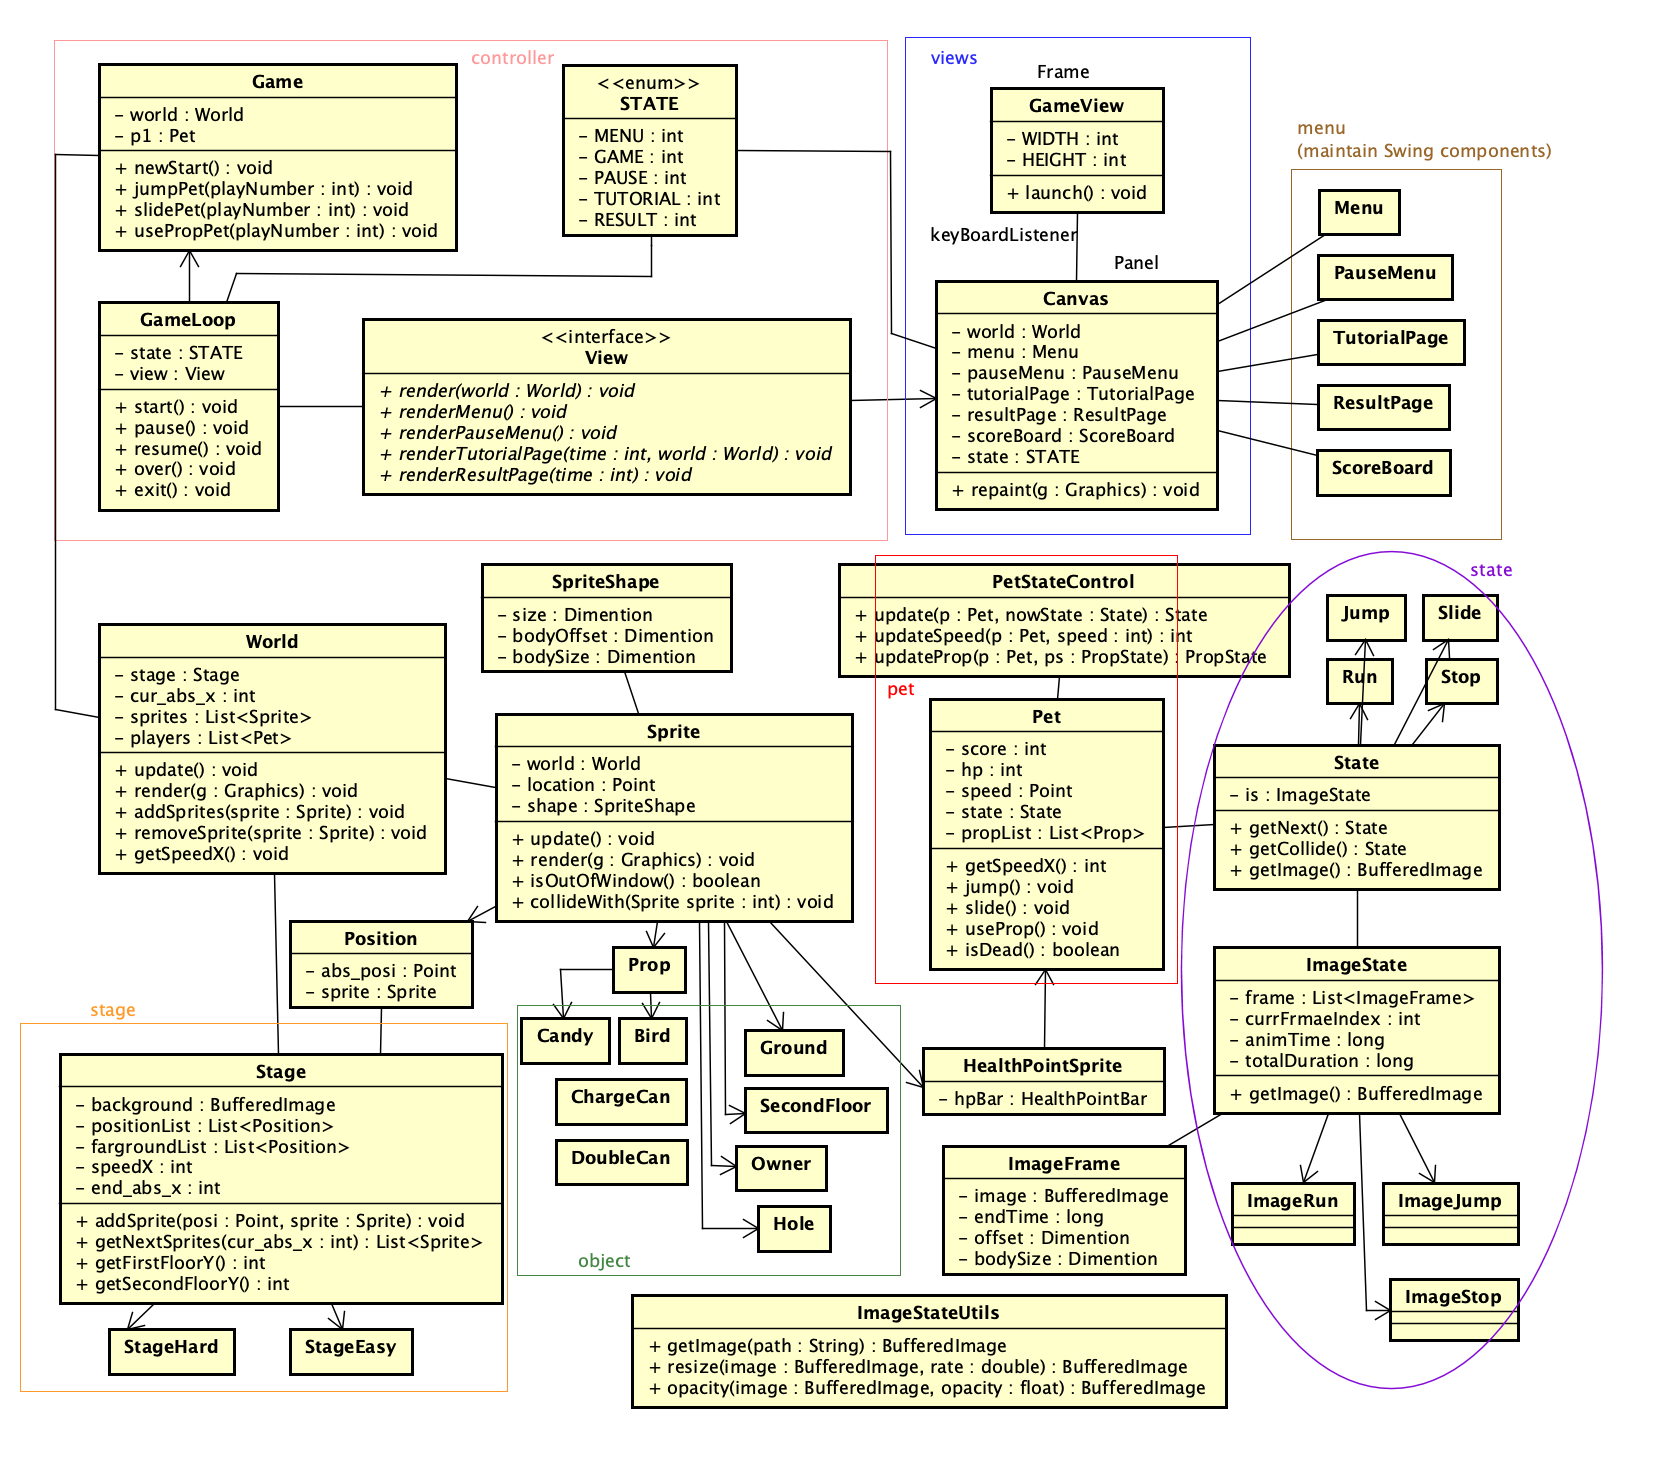 controller
Game
– world : World
– p1 : Pet
+ newStart() : void
+ jumpPet(playNumber : int) : void
+ slidePet(playNumber : int) : void
+ usePropPet(playNumber : int) : void
<<enum>>
STATE
– MENU : int
– GAME : int
– PAUSE : int
– TUTORIAL : int
– RESULT : int
GameLoop
– state : STATE
– view : View
+ start() : void
+ pause() : void
+ resume() : void
+ over() : void
+ exit() : void
<<interface>>
View
+ render(world : World) : void
+ renderMenu() : void
+ renderPauseMenu() : void
+ renderTutorialPage(time : int, world : World) : void
+ renderResultPage(time : int) : void
views
Frame
GameView
– WIDTH : int
– HEIGHT : int
+ launch() : void
keyBoardListener
Panel
Canvas
– world : World
– menu : Menu
– pauseMenu : PauseMenu
– tutorialPage : TutorialPage
– resultPage : ResultPage
– scoreBoard : ScoreBoard
– state : STATE
+ repaint(g : Graphics) : void
menu
(maintain Swing components)
Menu
PauseMenu
TutorialPage
ResultPage
ScoreBoard
World
– stage : Stage
– cur_abs_x : int
– sprites : List<Sprite>
– players : List<Pet>
+ update() : void
+ render(g : Graphics) : void
+ addSprites(sprite : Sprite) : void
+ removeSprite(sprite : Sprite) : void
+ getSpeedX() : void
SpriteShape
– size : Dimention
– bodyOffset : Dimention
– bodySize : Dimention
Sprite
– world : World
– location : Point
– shape : SpriteShape
+ update() : void
+ render(g : Graphics) : void
+ isOutOfWindow() : boolean
+ collideWith(Sprite sprite : int) : void
PetStateControl
+ update(p : Pet, nowState : State) : State
+ updateSpeed(p : Pet, speed : int) : int
+ updateProp(p : Pet, ps : PropState) : PropState
pet
Pet
– score : int
– hp : int
– speed : Point
– state : State
– propList : List<Prop>
+ getSpeedX() : int
+ jump() : void
+ slide() : void
+ useProp() : void
+ isDead() : boolean
state
Jump
Slide
Run
Stop
State
– is : ImageState
+ getNext() : State
+ getCollide() : State
+ getImage() : BufferedImage
Position
– abs_posi : Point
– sprite : Sprite
Prop
ImageState
– frame : List<ImageFrame>
– currFrmaeIndex : int
– animTime : long
– totalDuration : long
+ getImage() : BufferedImage
stage
Stage
– background : BufferedImage
– positionList : List<Position>
– fargroundList : List<Position>
– speedX : int
– end_abs_x : int
+ addSprite(posi : Point, sprite : Sprite) : void
+ getNextSprites(cur_abs_x : int) : List<Sprite>
+ getFirstFloorY() : int
+ getSecondFloorY() : int
StageHard
StageEasy
Candy
Bird
Ground
ChargeCan
SecondFloor
DoubleCan
Owner
Hole
object
HealthPointSprite
– hpBar : HealthPointBar
ImageFrame
– image : BufferedImage
– endTime : long
– offset : Dimention
– bodySize : Dimention
ImageRun
ImageJump
ImageStop
ImageStateUtils
+ getImage(path : String) : BufferedImage
+ resize(image : BufferedImage, rate : double) : BufferedImage
+ opacity(image : BufferedImage, opacity : float) : BufferedImage